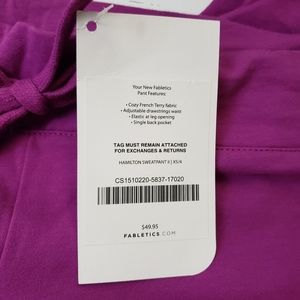 Your New Fabletics
Pant Features:
• Cozy French Terry Fabric
• Adjustable drawstrings waist
• Elastic at leg opening
• Single back pocket
TAG MUST REMAIN ATTACHED
FOR EXCHANGES & RETURNS
HAMILTON SWEATPANT II | XS/4
CS1510220-5837-17020
$49.95
FABLETICS.COM